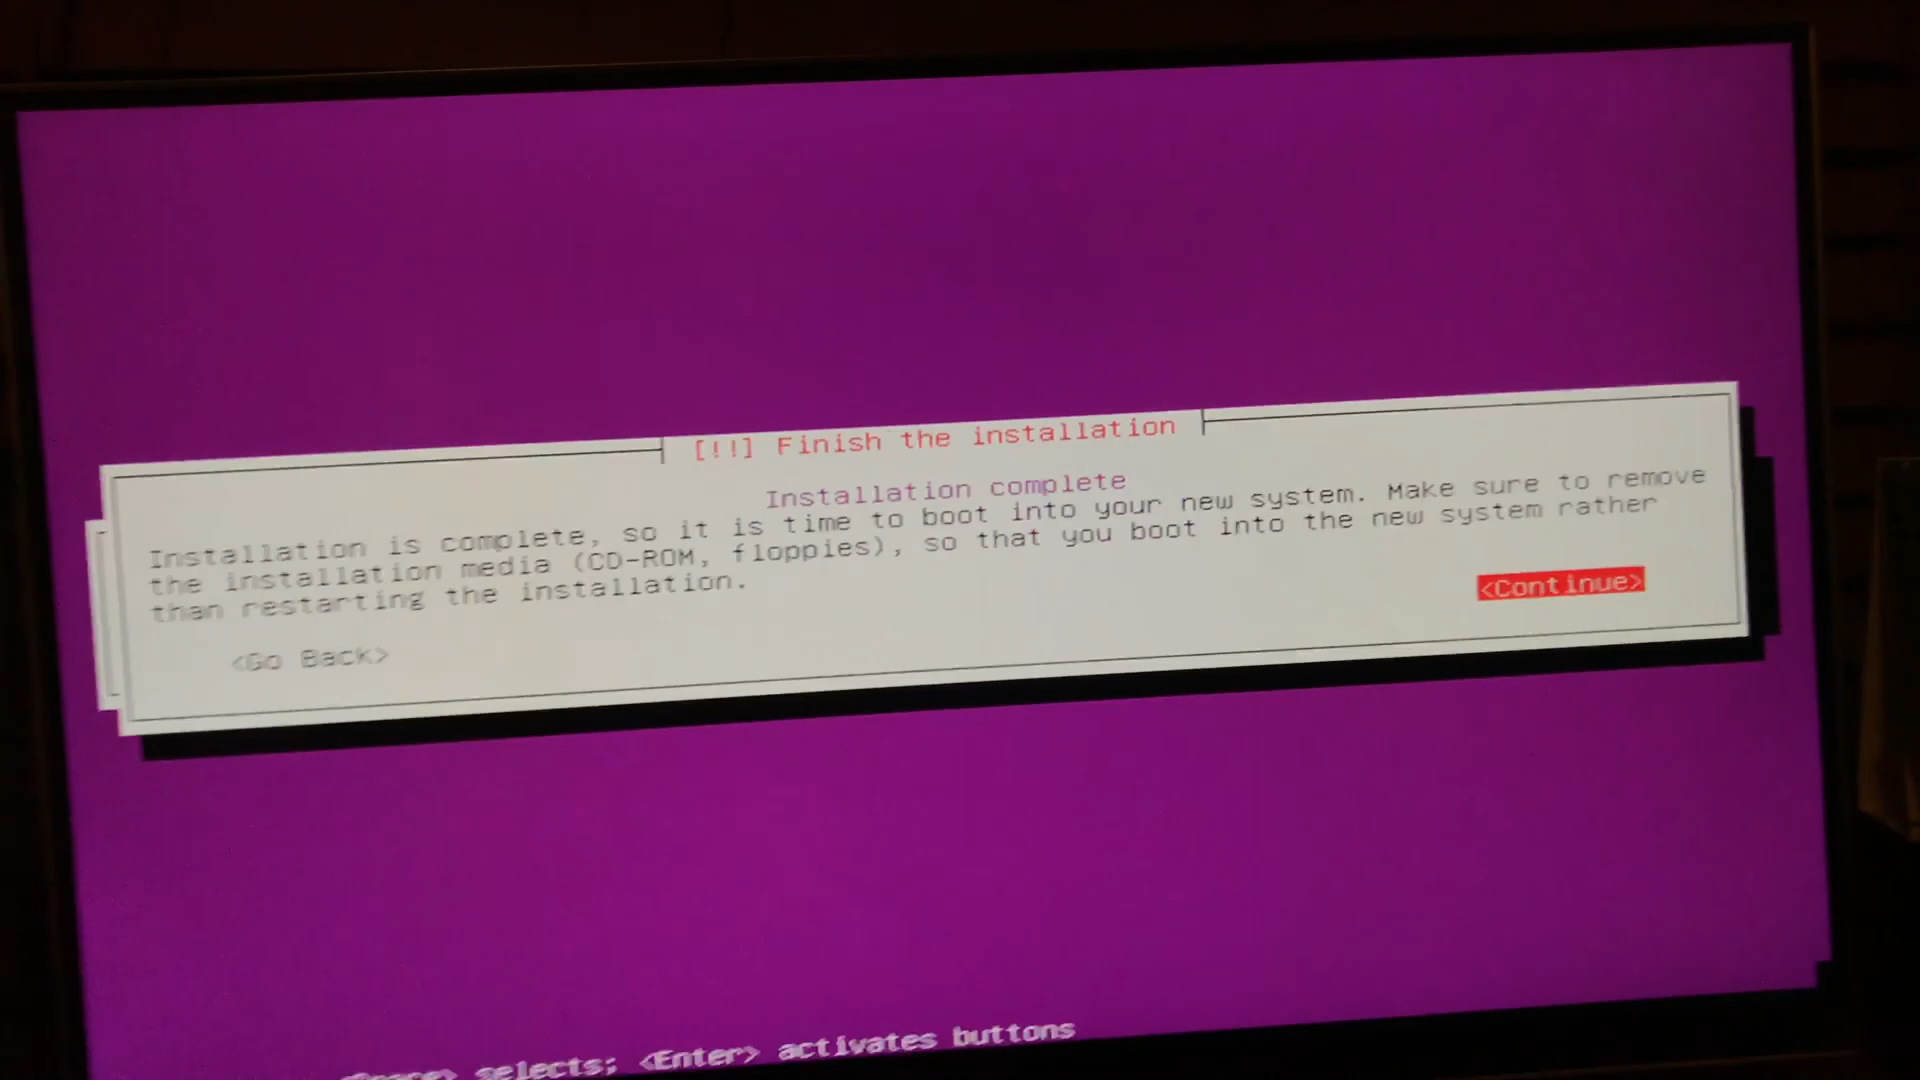 [!!] Finish the installation
Installation complete
Installation is complete, so it is time to boot into your new system. Make sure to remove
the installation media (CD-ROM, floppies), so that you boot into the new system rather
than restarting the installation.
<Go Back>
<Continue>
selects; <Enter> activates buttons